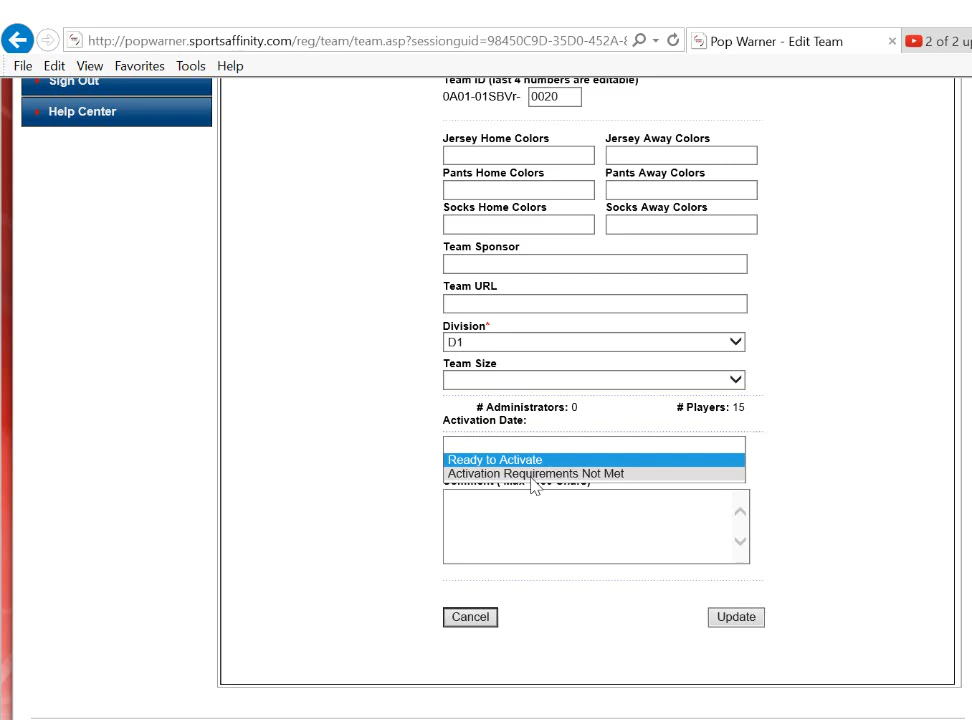 http://popwarner.sportsaffinity.com/reg/team/team.asp?sessionguid=98450C9D-35D0-452A-8
Pop Warner - Edit Team
2 of 2 up
File Edit View Favorites Tools Help
Sign Out
Help Center
Team ID (last 4 numbers are editable)
0A01-01SBVr- 0020
Jersey Home Colors Jersey Away Colors
Pants Home Colors Pants Away Colors
Socks Home Colors Socks Away Colors
Team Sponsor
Team URL
Division*
D1
Team Size
# Administrators: 0 # Players: 15
Activation Date:
Ready to Activate
Activation Requirements Not Met
Cancel Update